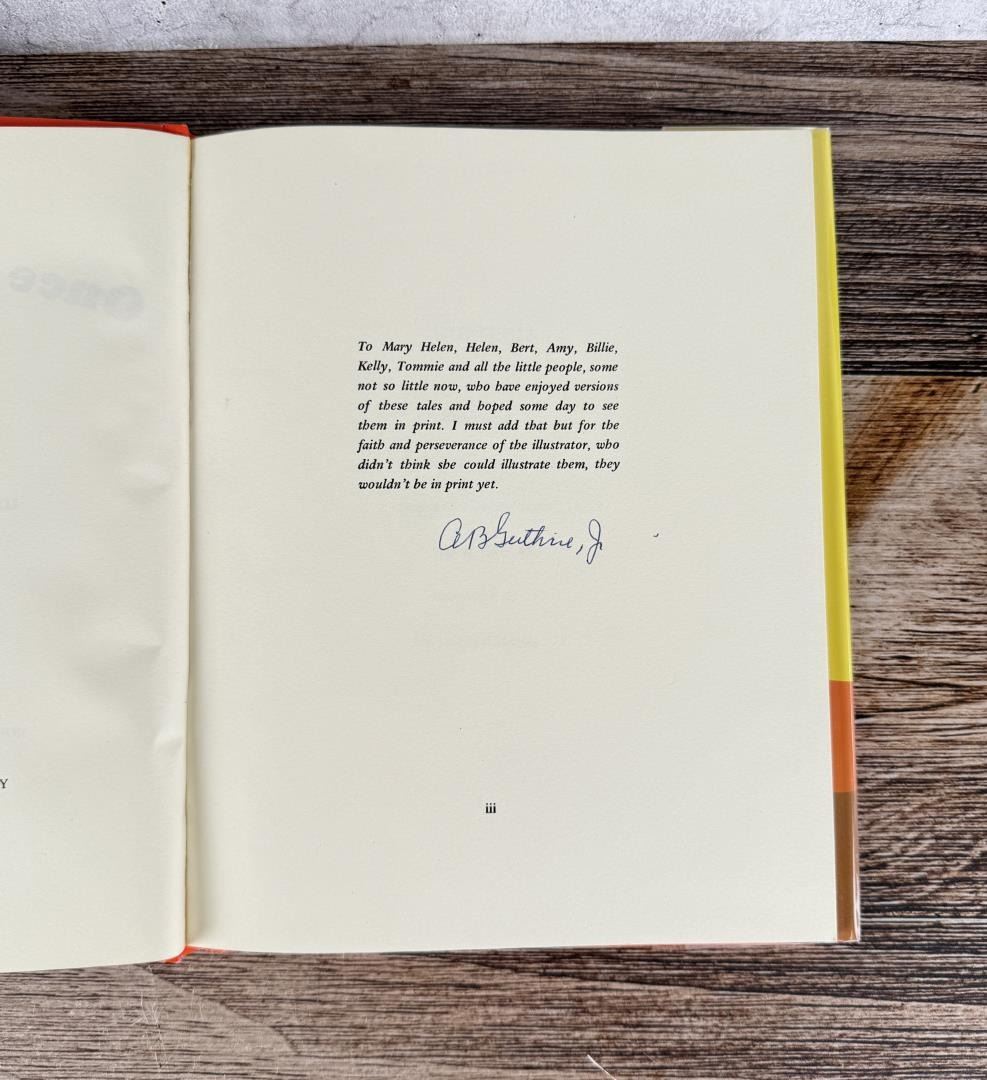 Y
To Mary Helen, Helen, Bert, Amy, Billie,
Kelly, Tommie and all the little people, some
not so little now, who have enjoyed versions
of these tales and hoped some day to see
them in print. I must add that but for the
faith and perseverance of the illustrator, who
didn't think she could illustrate them, they
wouldn't be in print yet.
A B Guthrie, Jr
iii